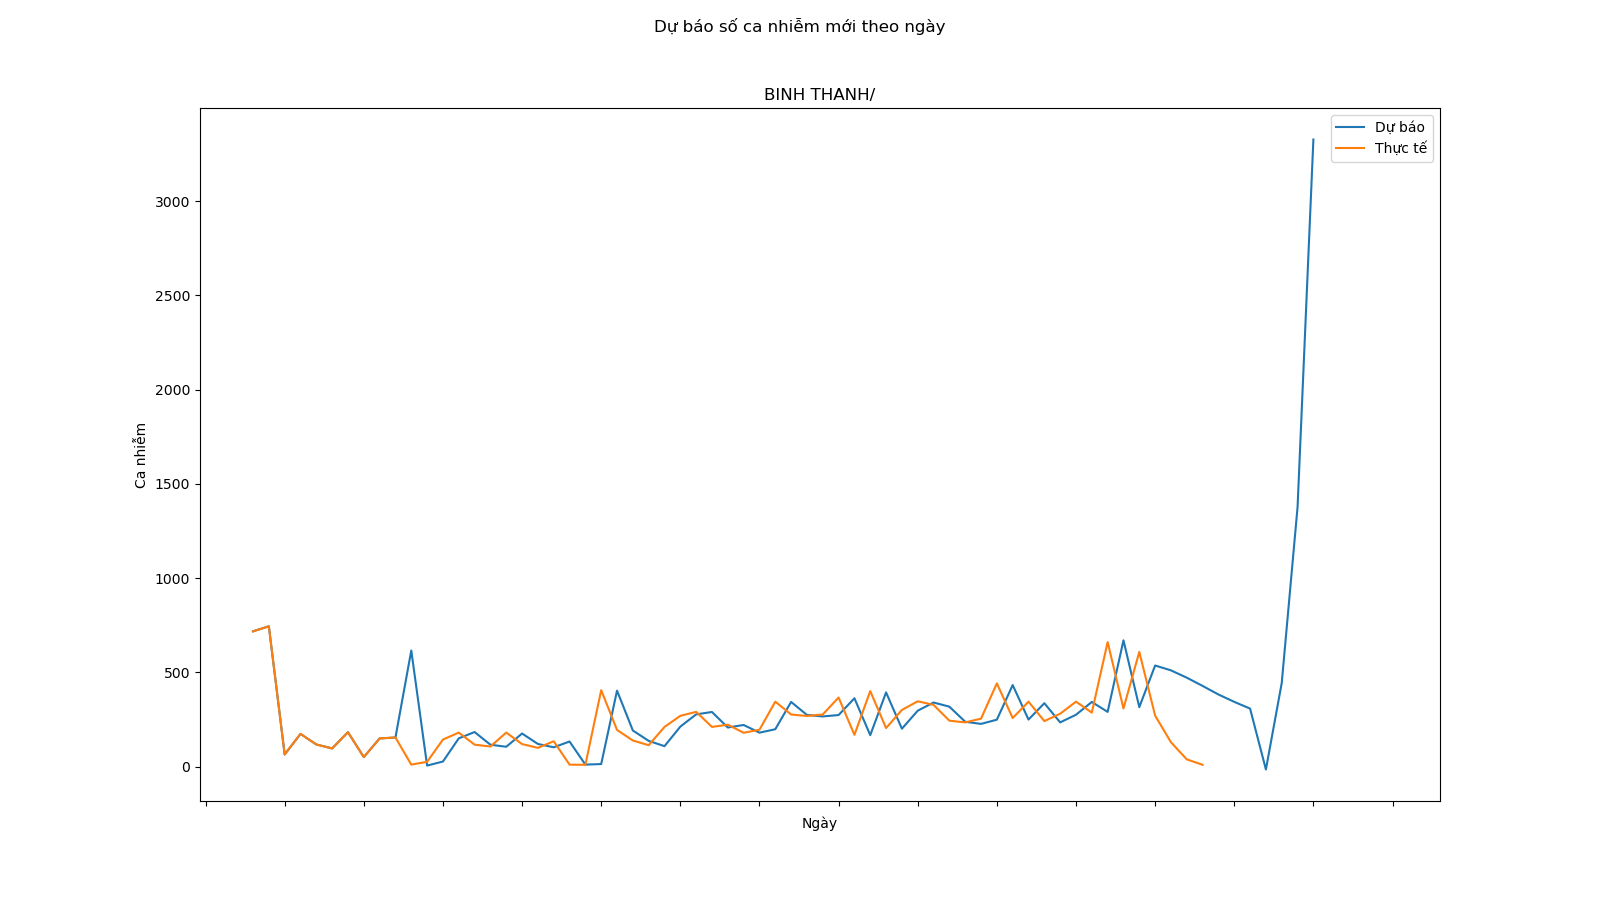 Dự báo số ca nhiễm mới theo ngày
BINH THANH/
Dự báo
Thực tế
3000
2500
2000
1500
1000
500
0
Ca nhiễm
Ngày